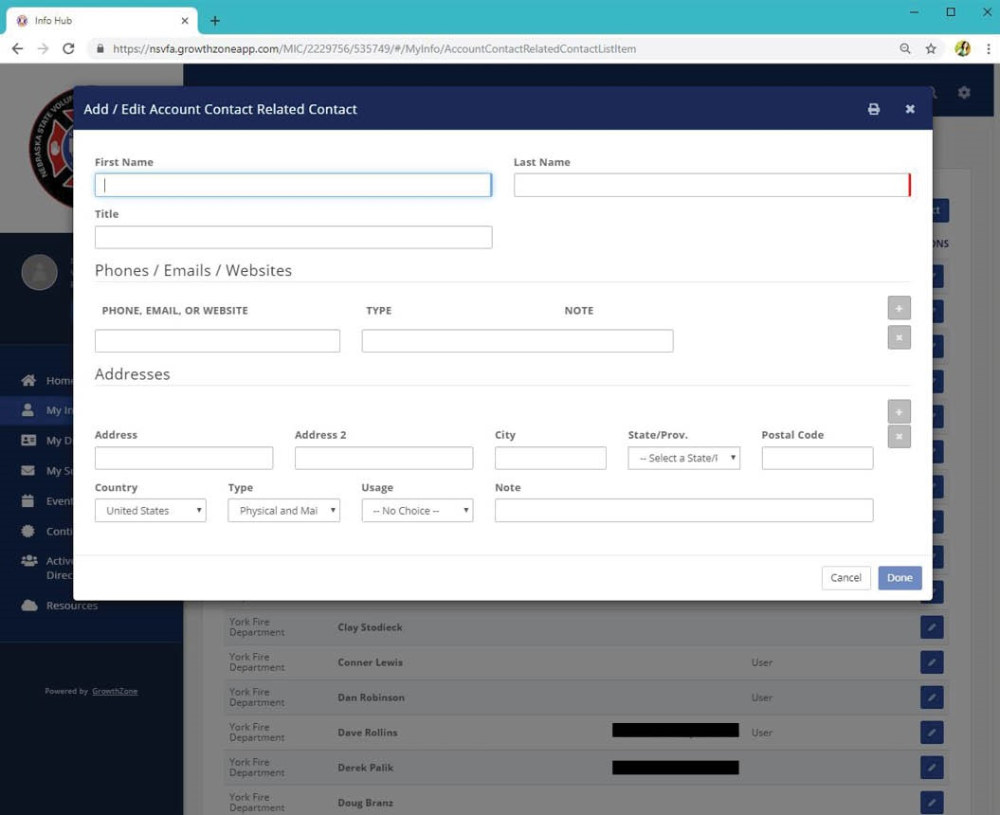 Info Hub
https://nsvfa.growthzoneapp.com/MIC/2229756/535749/#/MyInfo/AccountContactRelatedContactListItem
NEBRASKA STATE VOLUN
Add / Edit Account Contact Related Contact
First Name Last Name
Title
Phones / Emails / Websites
PHONE, EMAIL, OR WEBSITE TYPE NOTE
Addresses
Address Address 2 City State/Prov. Postal Code
-- Select a State/
Country Type Usage Note
United States Physical and Mai -- No Choice --
Cancel Done
ct
ONS
Home
My In
My D
My Su
Event
Conti
Active
Direc
Resources
Powered by GrowthZone
York Fire
Department Clay Stodieck
York Fire
Department Conner Lewis User
York Fire
Department Dan Robinson User
York Fire
Department Dave Rollins User
York Fire
Department Derek Palik
York Fire
Department Doug Branz